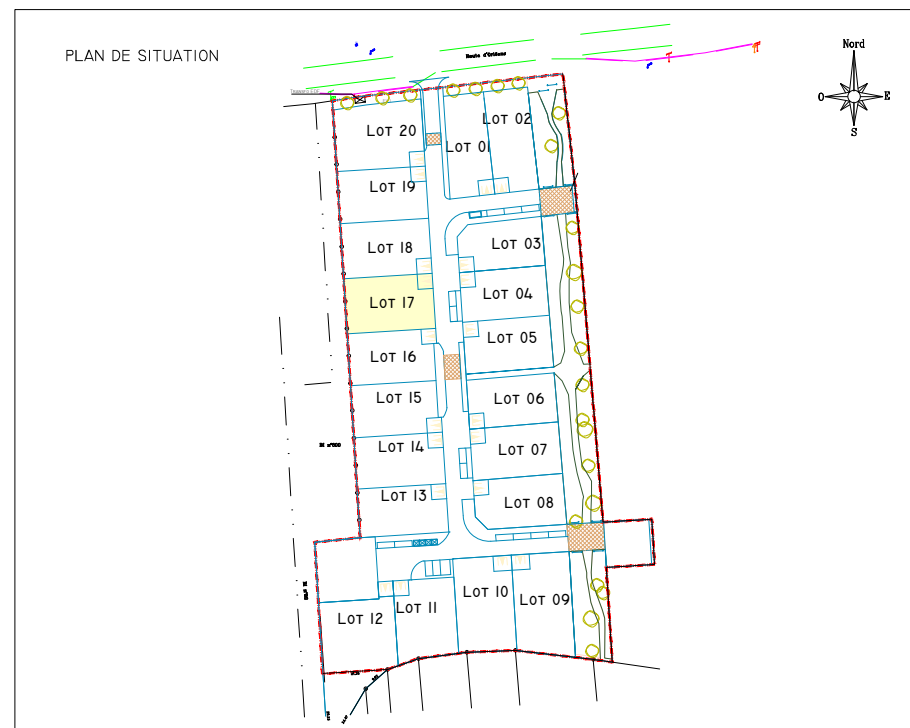 PLAN DE SITUATION
Route d'Orléans
Nord
O
E
S
LOT 20
LOT 01
LOT 02
LOT 19
LOT 18
LOT 03
LOT 17
LOT 04
LOT 16
LOT 05
LOT 15
LOT 06
LOT 14
LOT 07
LOT 13
LOT 08
LOT 12
LOT 11
LOT 10
LOT 09